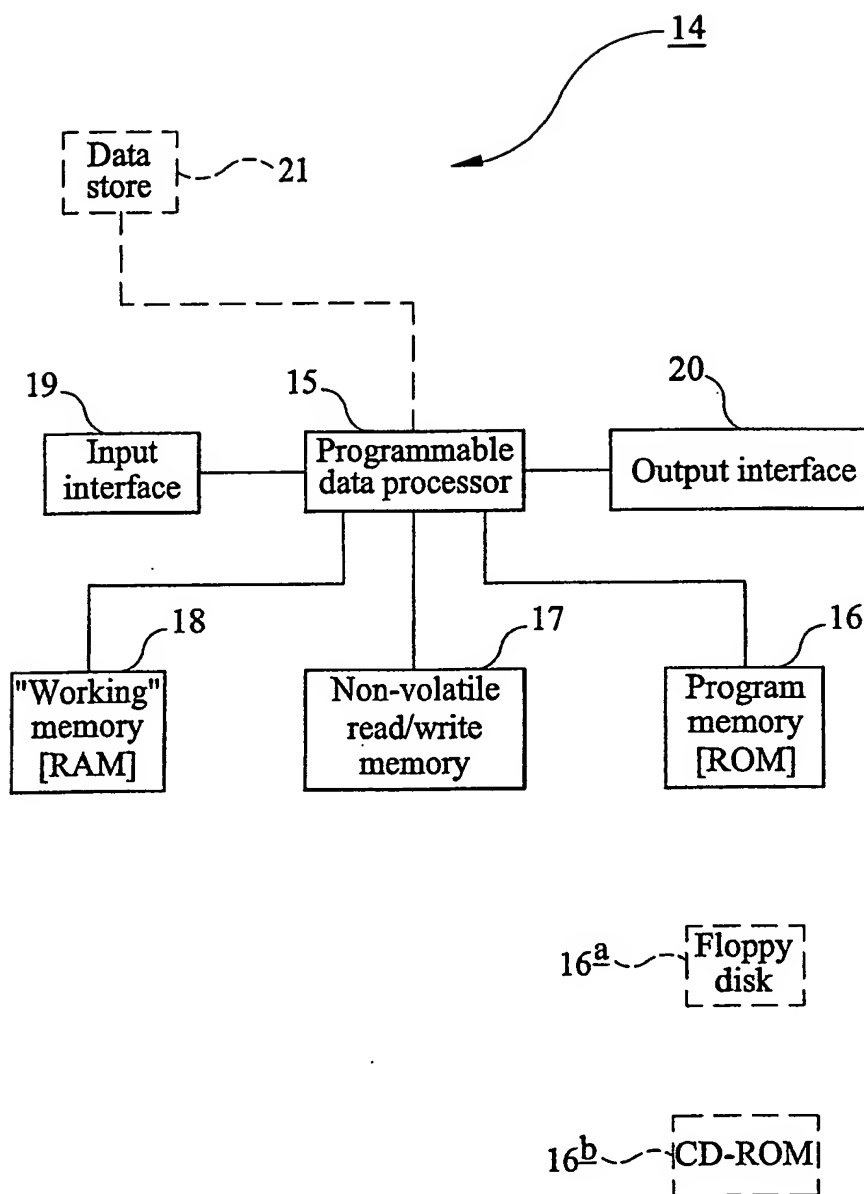 14
Data
store
21
19
15
20
Input
interface
Programmable
data processor
Output interface
18
17
16
"Working"
memory
[RAM]
Non-volatile
read/write
memory
Program
memory
[ROM]
16a
Floppy
disk
16b
CD-ROM